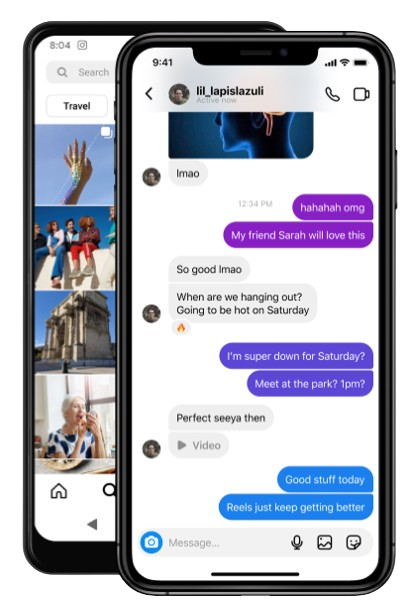 8:04
Search
Travel
9:41
lil_lapislazuli
Active now
lmao
12:34 PM
hahahah omg
My friend Sarah will love this
So good lmao
When are we hanging out?
Going to be hot on Saturday
I'm super down for Saturday?
Meet at the park? 1pm?
Perfect seeya then
Video
Good stuff today
Reels just keep getting better
Message...